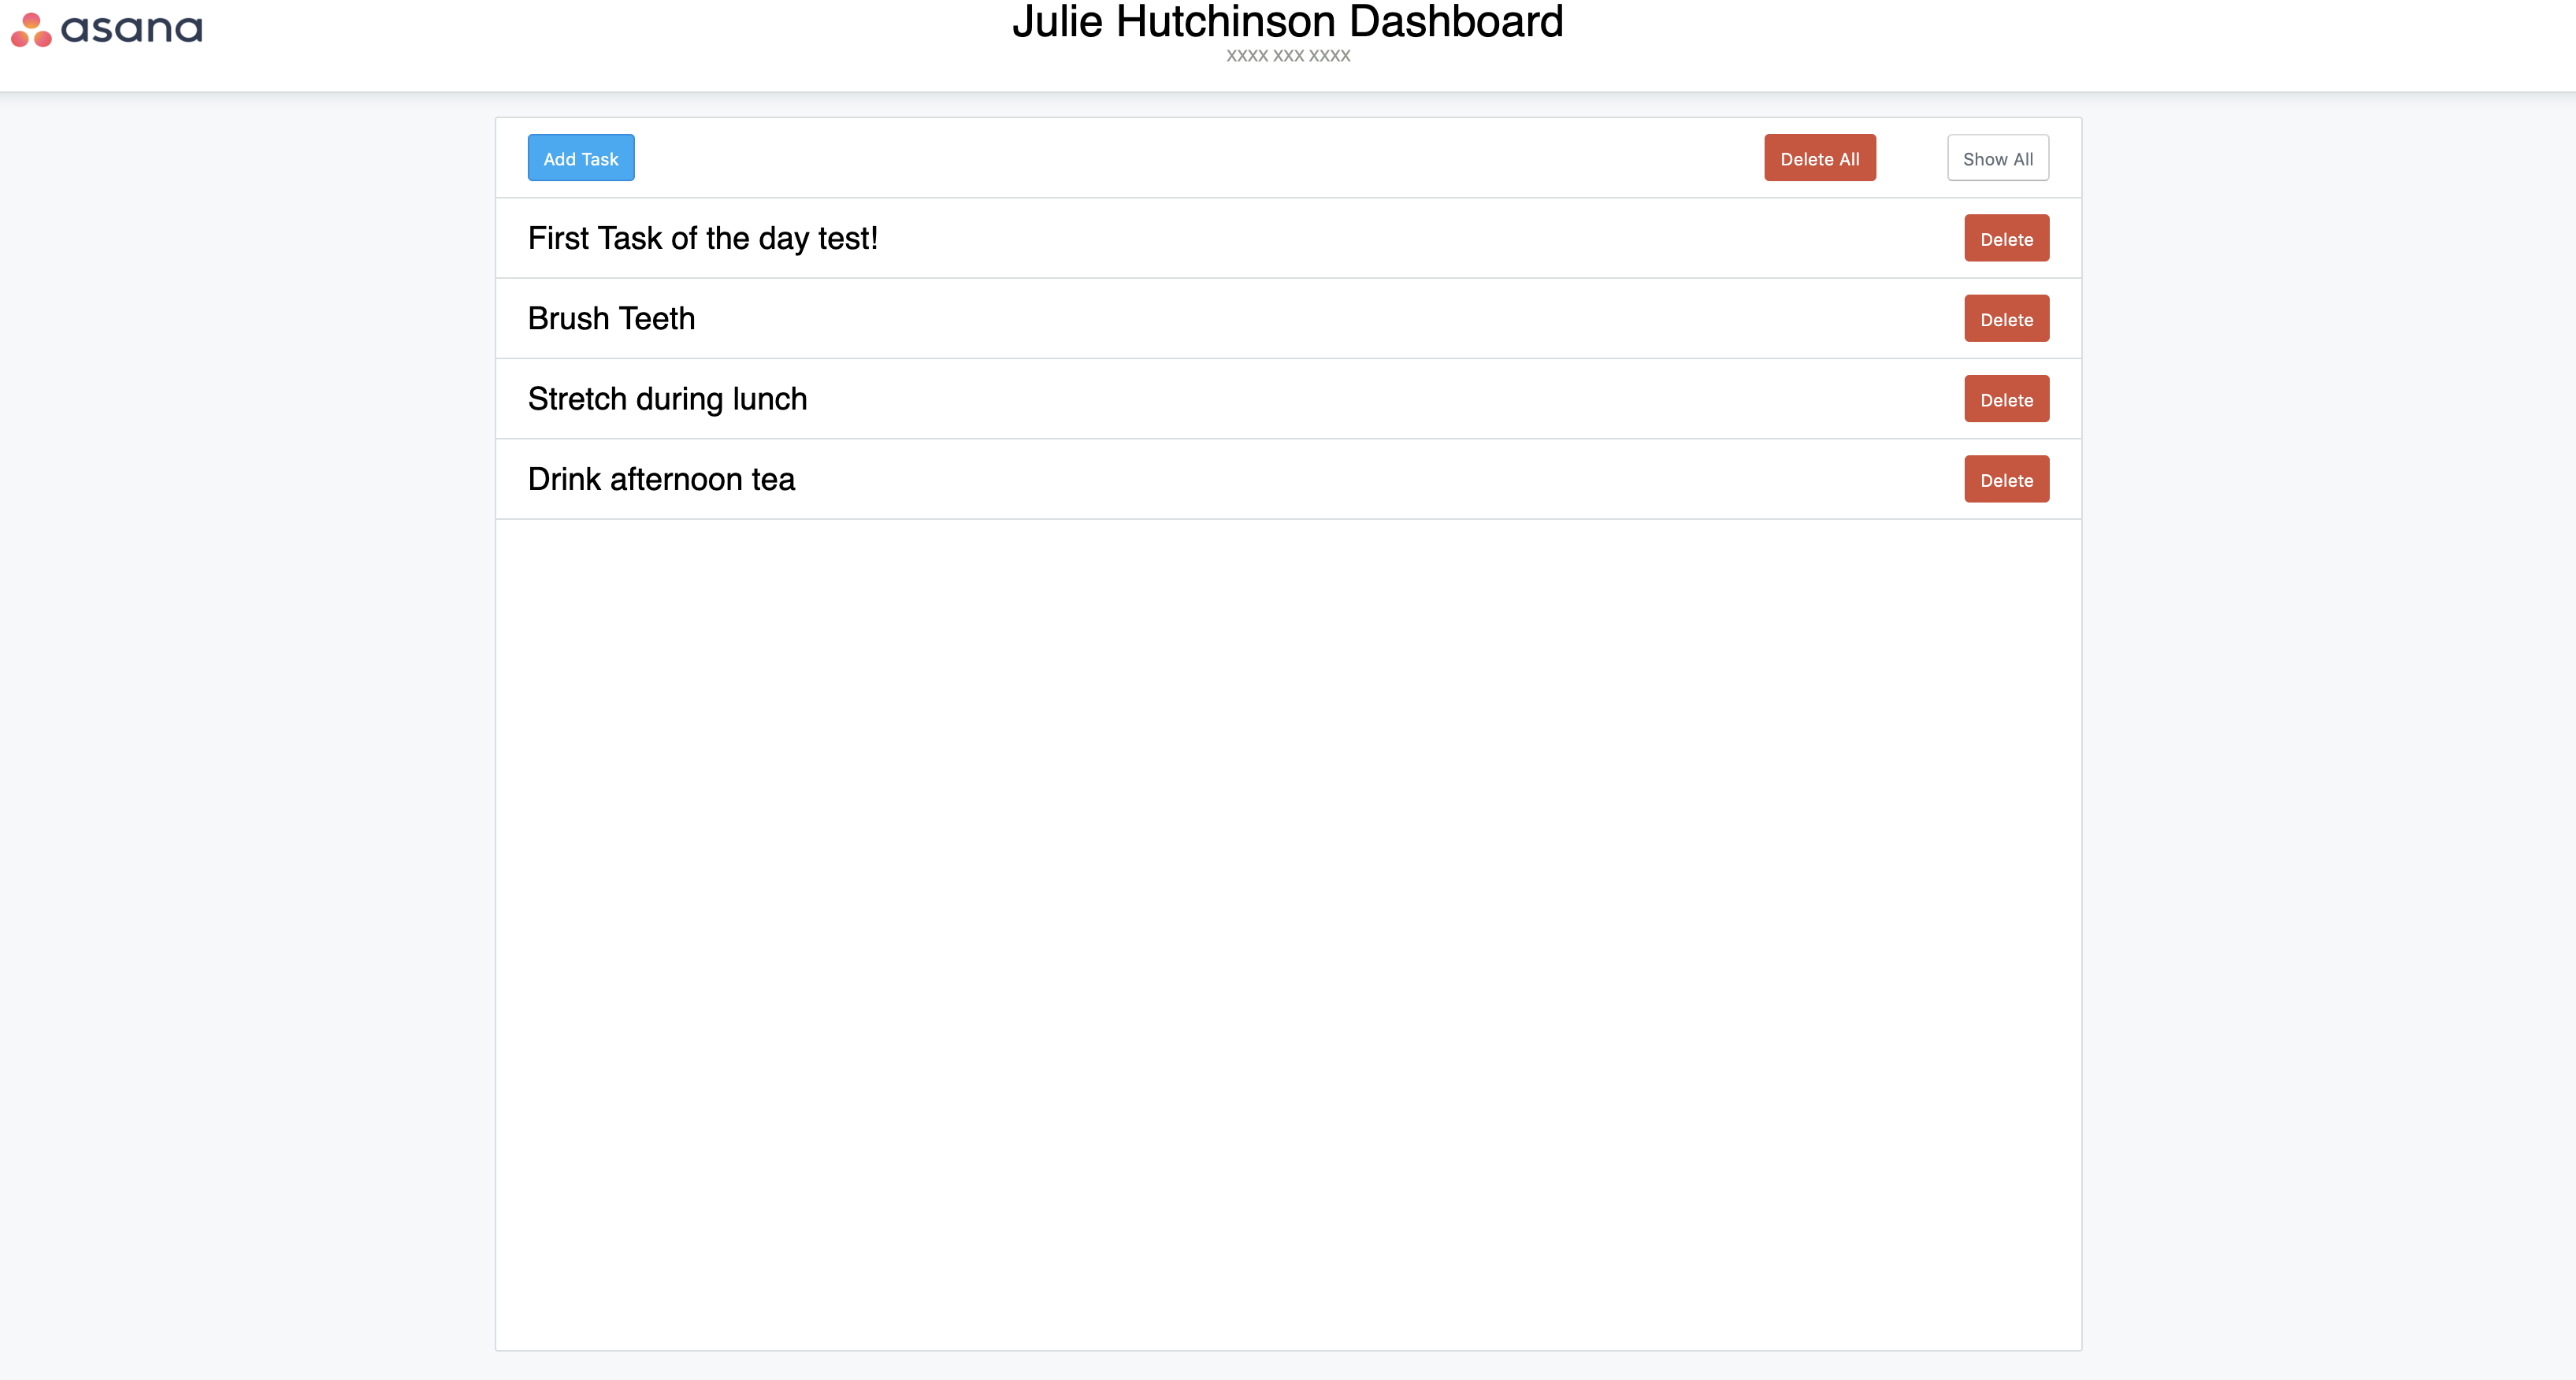 asana
Julie Hutchinson Dashboard
xxxx xxx xxxx
Add Task Delete All Show All
First Task of the day test! Delete
Brush Teeth Delete
Stretch during lunch Delete
Drink afternoon tea Delete